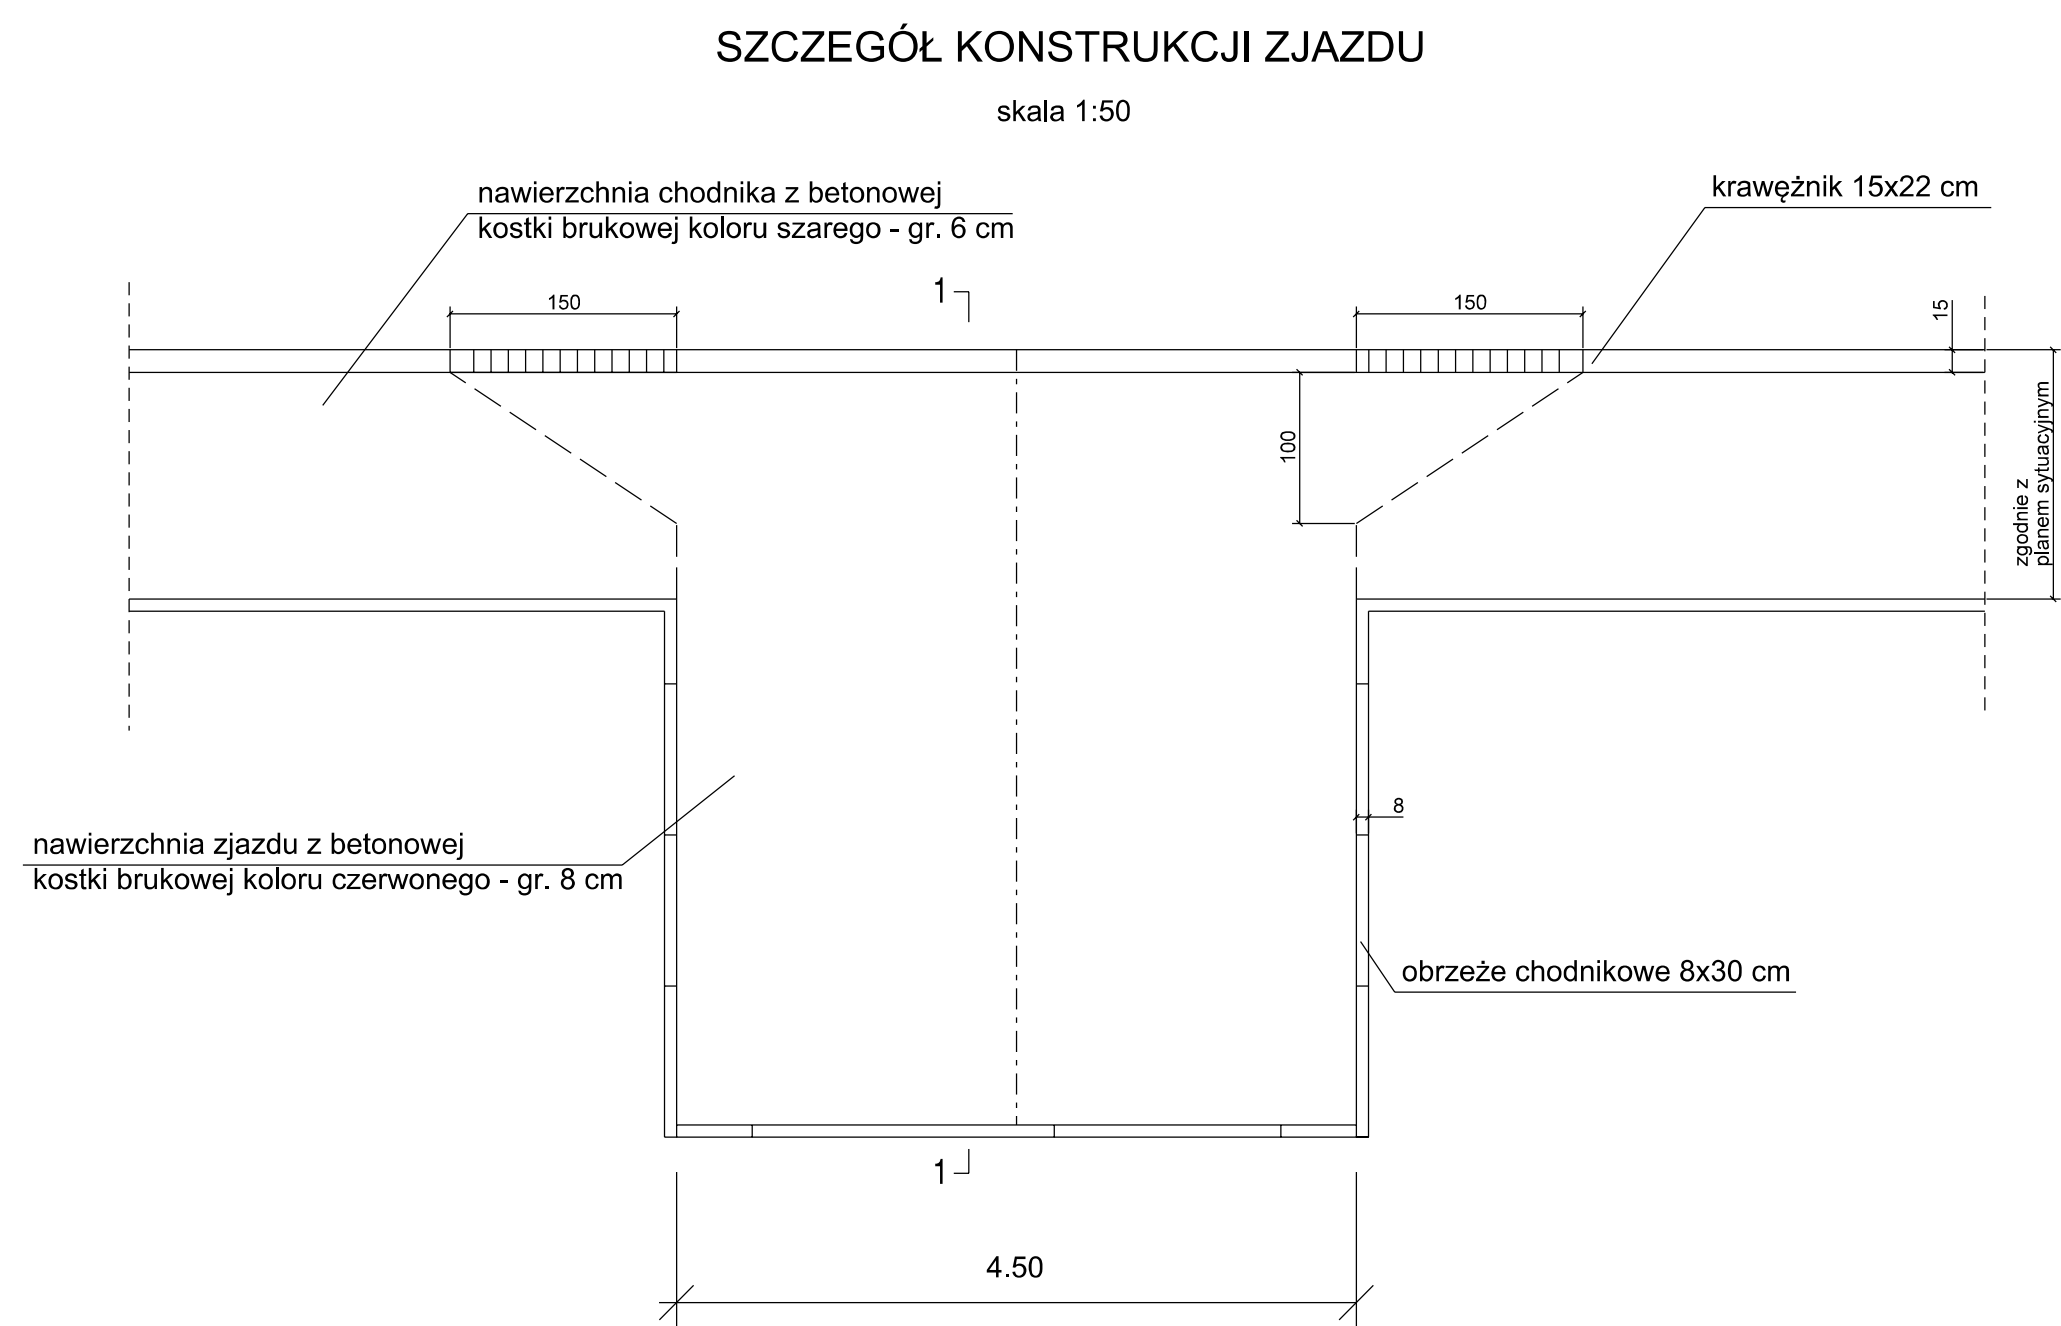 SZCZEGÓŁ KONSTRUKCJI ZJAZDU
skala 1:50
nawierzchnia chodnika z betonowej
kostki brukowej koloru szarego - gr. 6 cm
krawężnik 15x22 cm
1
150
150
15
100
zgodnie z
planem sytuacyjnym
8
nawierzchnia zjazdu z betonowej
kostki brukowej koloru czerwonego - gr. 8 cm
obrzeże chodnikowe 8x30 cm
1
4.50